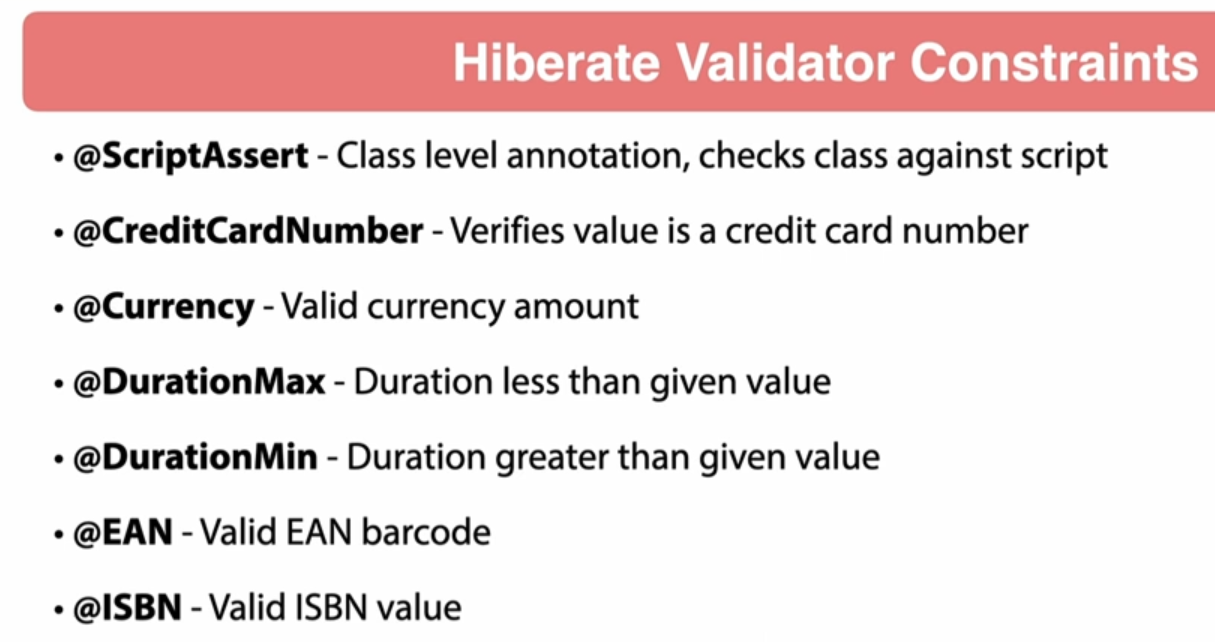 Hiberate Validator Constraints
• @ScriptAssert - Class level annotation, checks class against script
• @CreditCardNumber - Verifies value is a credit card number
• @Currency - Valid currency amount
• @DurationMax - Duration less than given value
• @DurationMin - Duration greater than given value
• @EAN - Valid EAN barcode
• @ISBN - Valid ISBN value